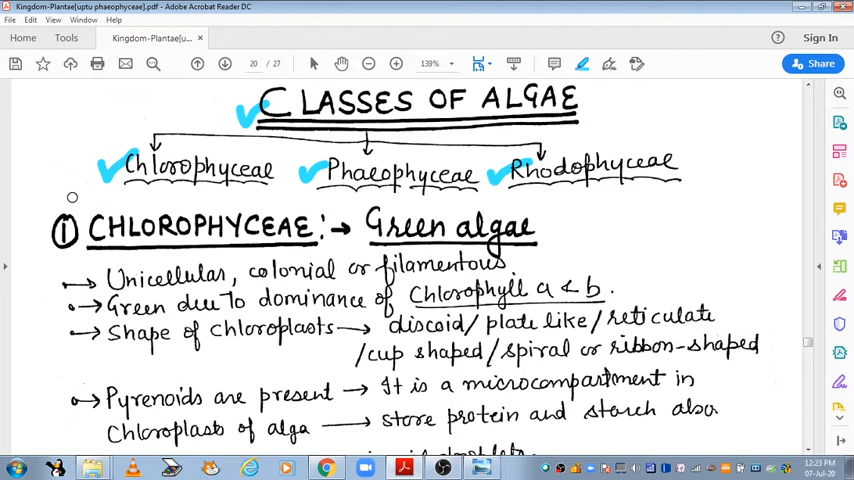 Kingdom-Plantae[uptu phaeophyceae].pdf - Adobe Acrobat Reader DC
File Edit View Window Help
Home Tools Kingdom-Plantae[u... × Sign In
20 / 27 139% Share
CLASSES OF ALGAE
Chlorophyceae Phaeophyceae Rhodophyceae
① CHLOROPHYCEAE:→ Green algae
→ Unicellular, colonial or filamentous
→ Green due to dominance of Chlorophyll a & b.
→ Shape of chloroplasts → discoid/plate like/reticulate
/cup shaped/spiral or ribbon-shaped
→ Pyrenoids are present → It is a microcompartment in
Chloroplasts of alga → store protein and starch also
12:23 PM
07-Jul-20